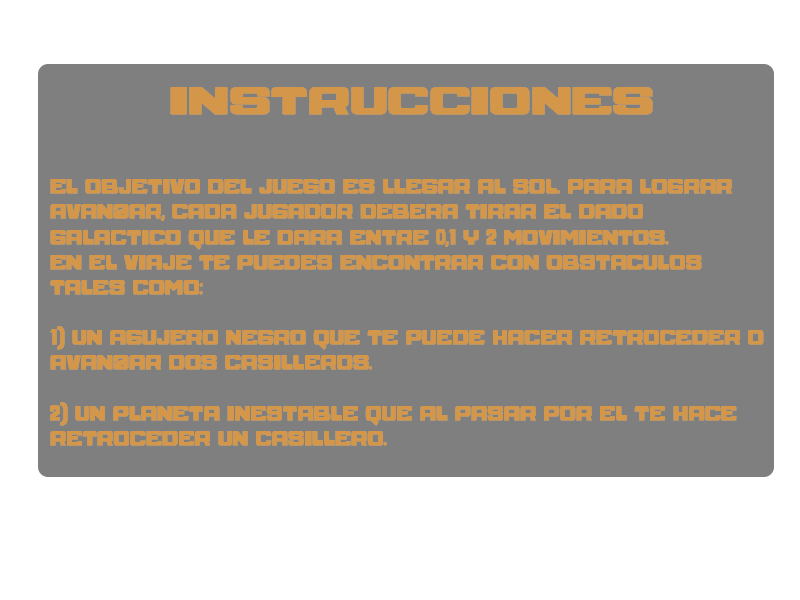 INSTRUCCIONES
EL OBJETIVO DEL JUEGO ES LLEGAR AL SOL. PARA LOGRAR
AVANZAR, CADA JUGADOR DEBERA TIRAR EL DADO
GALACTICO QUE LE DARA ENTRE 0,1 Y 2 MOVIMIENTOS.
EN EL VIAJE TE PUEDES ENCONTRAR CON OBSTACULOS
TALES COMO:
1) UN AGUJERO NEGRO QUE TE PUEDE HACER RETROCEDER O
AVANZAR DOS CASILLEROS.
2) UN PLANETA INESTABLE QUE AL PASAR POR EL TE HACE
RETROCEDER UN CASILLERO.